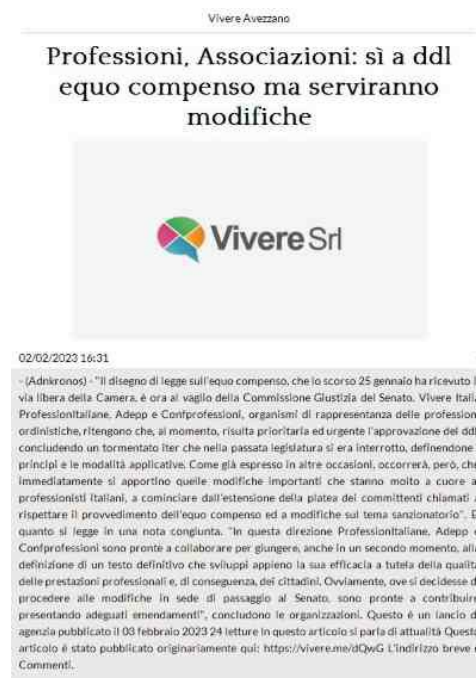 Vivere Avezzano
Professioni, Associazioni: sì a ddl
equo compenso ma serviranno
modifiche
Vivere Srl
02/02/2023 16:31
- (Adnkronos) - "Il disegno di legge sull'equo compenso, che lo scorso 25 gennaio ha ricevuto i
via libera della Camera, è ora al vaglio della Commissione Giustizia del Senato. Vivere Itali
ProfessionItaliane, Adepp e Confprofessioni, organismi di rappresentanza delle profession
ordinistiche, ritengono che, al momento, risulta prioritaria ed urgente l'approvazione del ddl
concludendo un tormentato iter che nella passata legislatura si era interrotto, definendone
principi e le modalità applicative. Come già espresso in altre occasioni, occorrerà, però, che
immediatamente si apportino quelle modifiche importanti che stanno molto a cuore a
professionisti italiani, a cominciare dall'estensione della platea dei committenti chiamati
rispettare il provvedimento dell'equo compenso ed a modifiche sul tema sanzionatorio". E
quanto si legge in una nota congiunta. "In questa direzione ProfessionItaliane, Adepp
Confprofessioni sono pronte a collaborare per giungere, anche in un secondo momento, all
definizione di un testo definitivo che sviluppi appieno la sua efficacia a tutela della qualit
delle prestazioni professionali e, di conseguenza, dei cittadini. Ovviamente, ove si decidesse d
procedere alle modifiche in sede di passaggio al Senato, sono pronte a contribuire
presentando adeguati emendamenti", concludono le organizzazioni. Questo è un lancio d
agenzia pubblicato il 03 febbraio 2023 24 letture In questo articolo si parla di attualità Quest
articolo è stato pubblicato originariamente qui: https://vivere.me/dQwG L'indirizzo breve
Commenti.